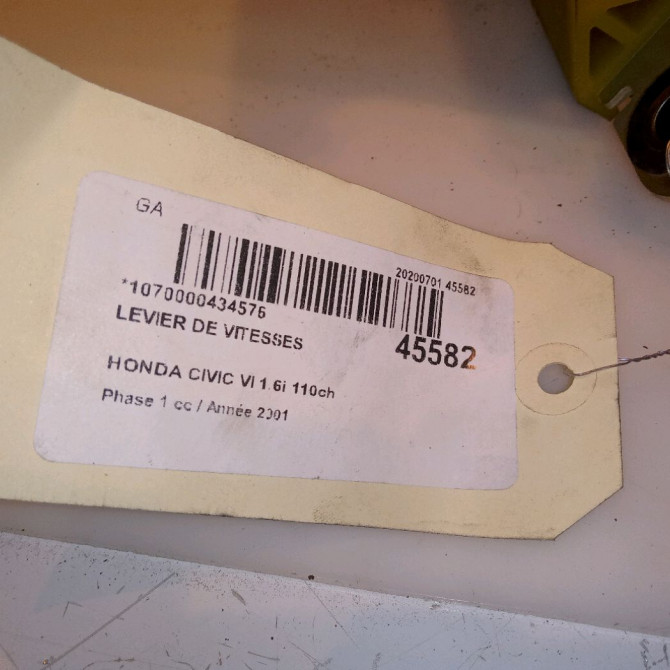 GA
20200701 45582
*1070000434576
LEVIER DE VITESSES
45582
HONDA CIVIC VI 1.6i 110ch
Phase 1 cc / Année 2001